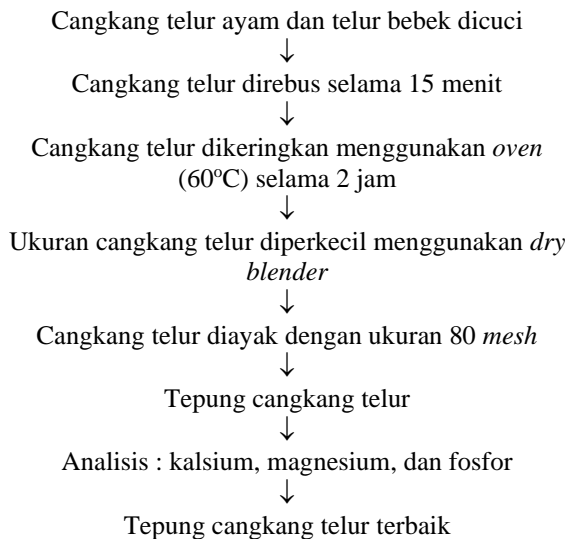 Cangkang telur ayam dan telur bebek dicuci
↓
Cangkang telur direbus selama 15 menit
↓
Cangkang telur dikeringkan menggunakan oven
(60°C) selama 2 jam
↓
Ukuran cangkang telur diperkecil menggunakan dry
blender
↓
Cangkang telur diayak dengan ukuran 80 mesh
↓
Tepung cangkang telur
↓
Analisis : kalsium, magnesium, dan fosfor
↓
Tepung cangkang telur terbaik